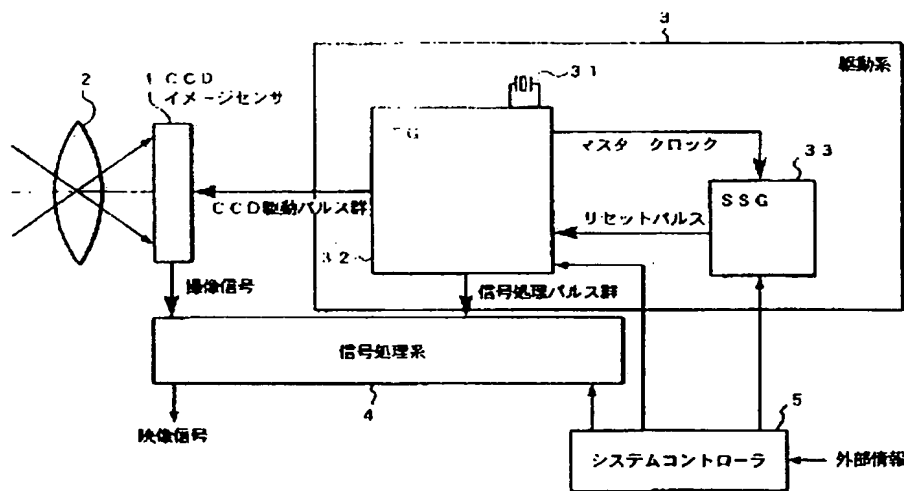 3
駆動系
31
1 CCD
イメージセンサ
2
TG
マスタークロック
33
SSG
CCD駆動パルス群
リセットパルス
32
撮像信号
信号処理パルス群
信号処理系
4
5
映像信号
システムコントローラ
外部情報